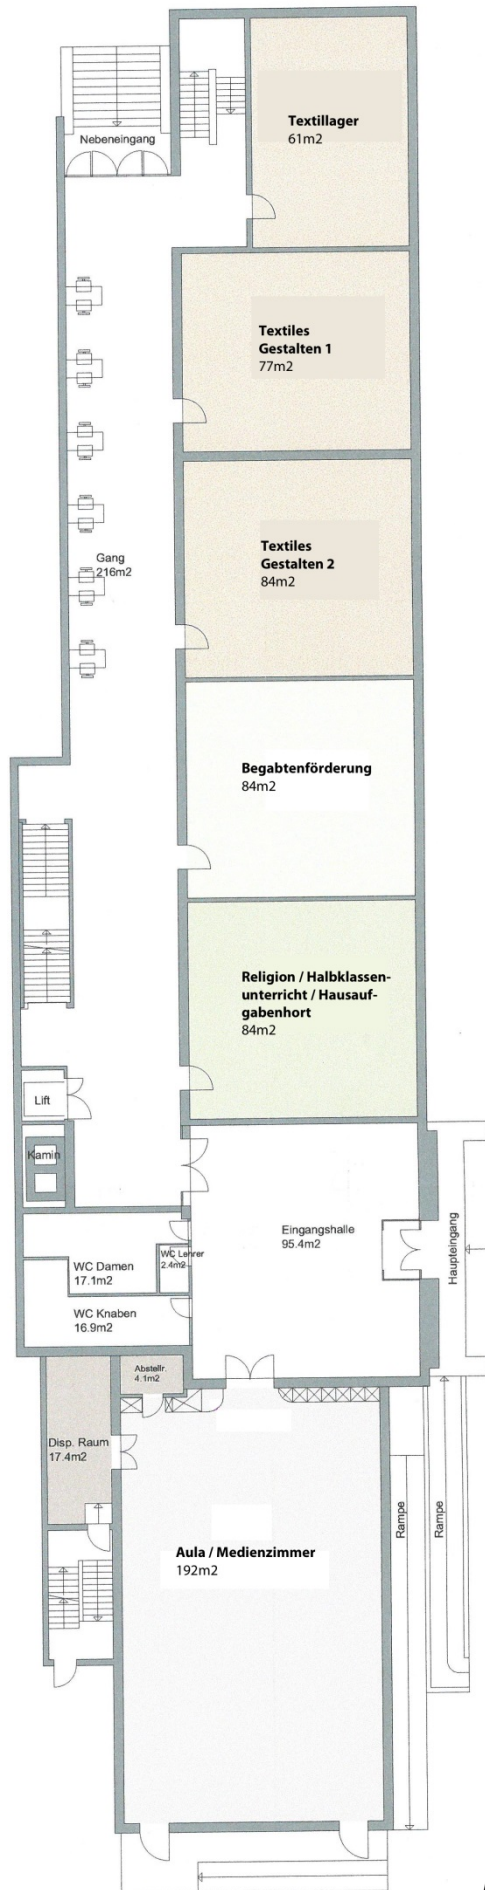 Textillager
61m2
Nebeneingang
Textiles
Gestalten 1
77m2
Textiles
Gestalten 2
84m2
Gang
216m2
Begabtenförderung
84m2
Religion / Halbklassen-
unterricht / Hausauf-
gabenhort
84m2
Lift
Kamin
Eingangshalle
95.4m2
Haupteingang
WC Lehrer
2.4m2
WC Damen
17.1m2
WC Knaben
16.9m2
Abstellr.
4.1m2
Disp. Raum
17.4m2
Rampe
Rampe
Aula / Medienzimmer
192m2